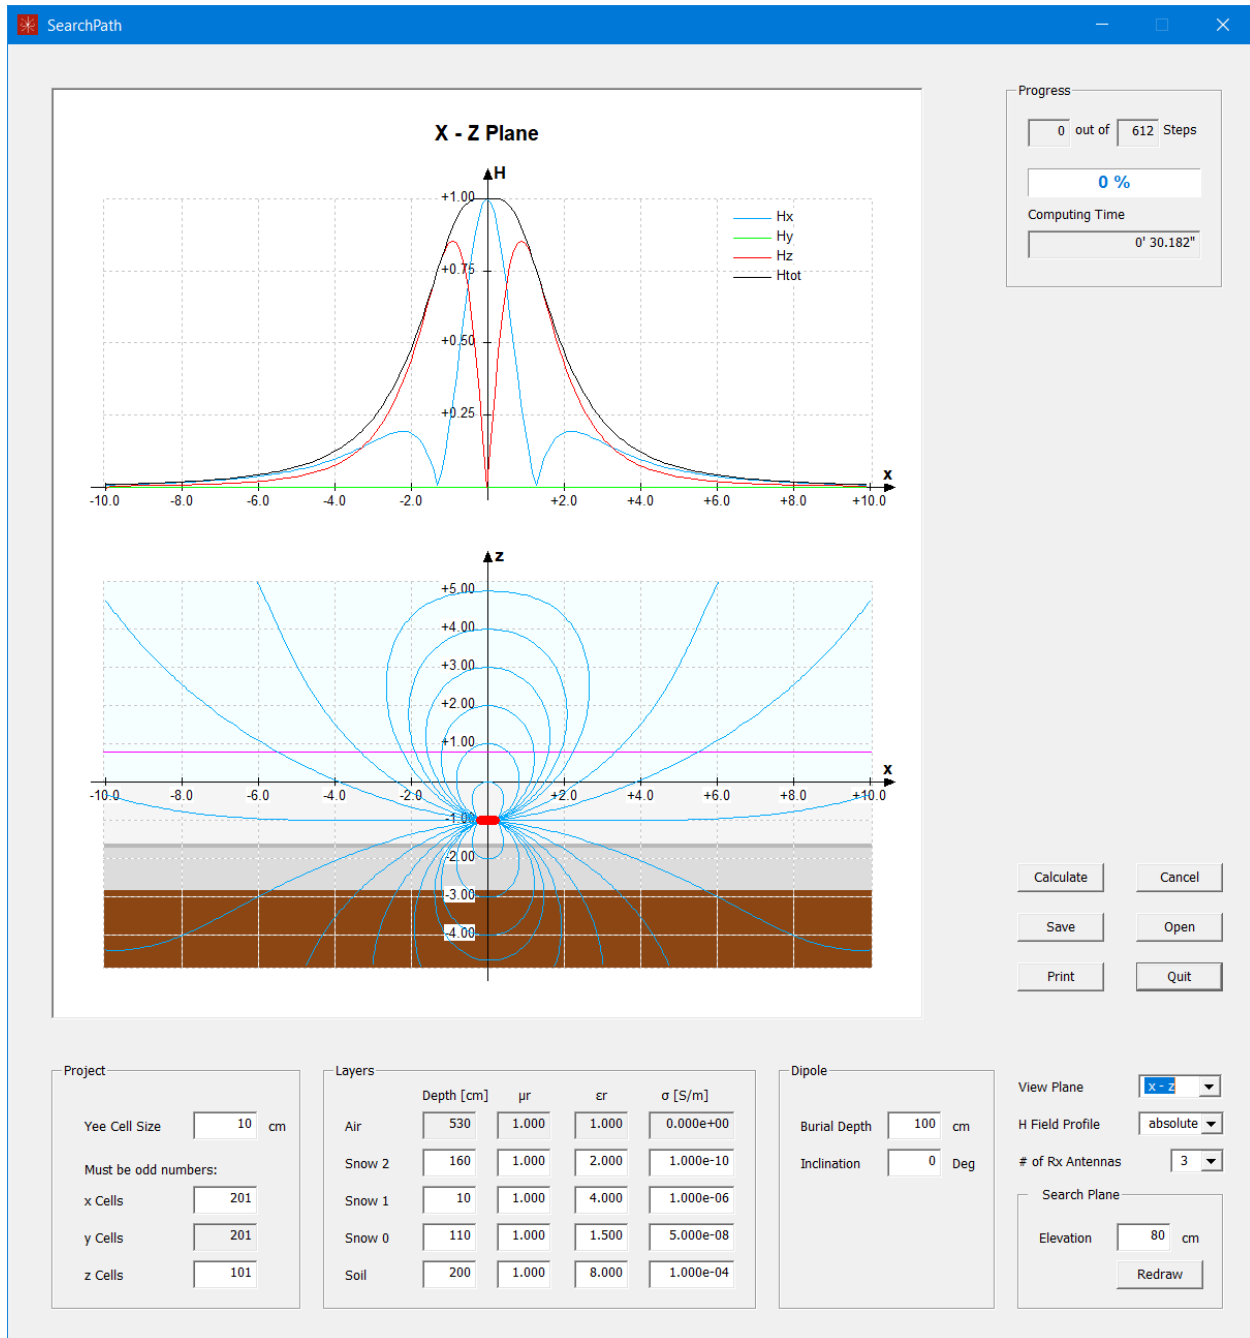 SearchPath
X - Z Plane
H
+1.00
+0.75
+0.50
+0.25
Hx
Hy
Hz
Htot
x
-10.0 -8.0 -6.0 -4.0 -2.0 +2.0 +4.0 +6.0 +8.0 +10.0
z
+5.00
+4.00
+3.00
+2.00
+1.00
x
-10.0 -8.0 -6.0 -4.0 -2.0 +2.0 +4.0 +6.0 +8.0 +10.0
-1.00
-2.00
-3.00
-4.00
Progress
0 out of 612 Steps
0 %
Computing Time
0' 30.182"
Calculate Cancel
Save Open
Print Quit
Project
Yee Cell Size 10 cm
Must be odd numbers:
x Cells 201
y Cells 201
z Cells 101
Layers
Depth [cm] μr εr σ [S/m]
Air 530 1.000 1.000 0.000e+00
Snow 2 160 1.000 2.000 1.000e-10
Snow 1 10 1.000 4.000 1.000e-06
Snow 0 110 1.000 1.500 5.000e-08
Soil 200 1.000 8.000 1.000e-04
Dipole
Burial Depth 100 cm
Inclination 0 Deg
View Plane x - z
H Field Profile absolute
# of Rx Antennas 3
Search Plane
Elevation 80 cm
Redraw